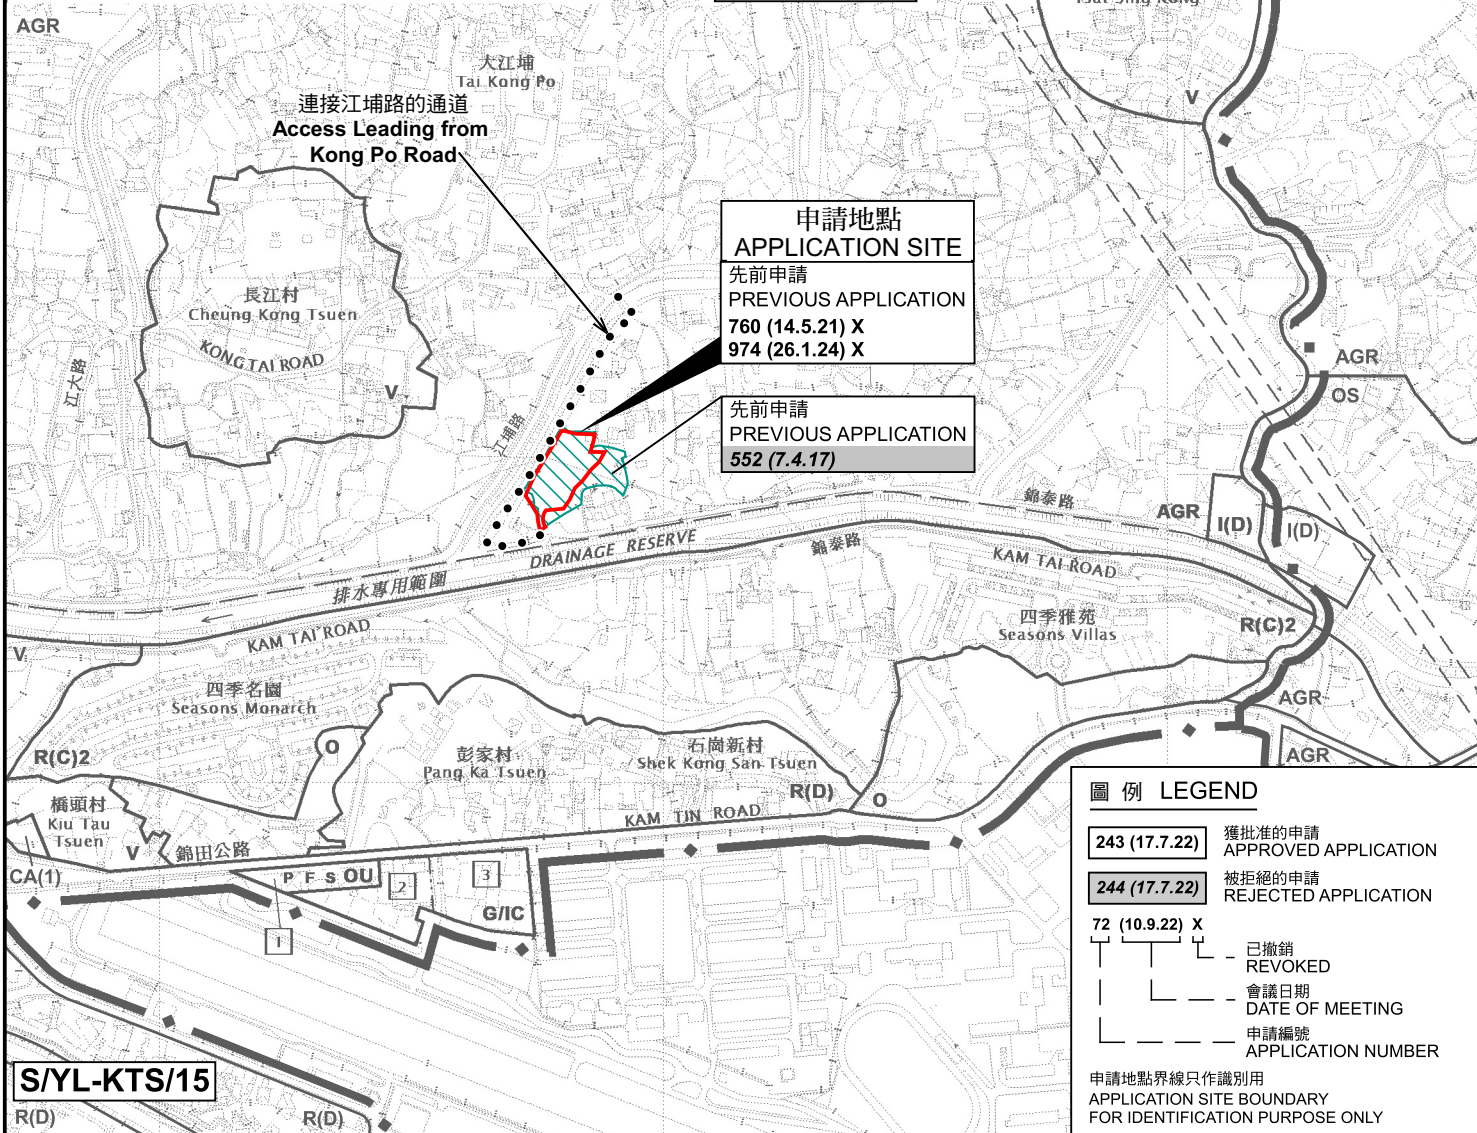 AGR
大江埔
Tai Kong Po
連接江埔路的通道
Access Leading from
Kong Po Road
V
申請地點
APPLICATION SITE
先前申請
PREVIOUS APPLICATION
760 (14.5.21) X
974 (26.1.24) X
先前申請
PREVIOUS APPLICATION
552 (7.4.17)
長江村
Cheung Kong Tsuen
KONG TAI ROAD
V
江大路
江埔路
AGR
OS
錦泰路
AGR
I(D)
I(D)
DRAINAGE RESERVE
排水專用範圍
錦泰路
KAM TAI ROAD
KAM TAI ROAD
四季雅苑
Seasons Villas
R(C)2
V
四季名園
Seasons Monarch
R(C)2
O
彭家村
Pang Ka Tsuen
石崗新村
Shek Kong San Tsuen
R(D)
O
AGR
AGR
橋頭村
Kiu Tau
Tsuen
V
錦田公路
KAM TIN ROAD
CA(1)
P F S OU
2
3
G/IC
1
S/YL-KTS/15
R(D)
R(D)
圖 例 LEGEND
243 (17.7.22)
獲批准的申請
APPROVED APPLICATION
244 (17.7.22)
被拒絕的申請
REJECTED APPLICATION
72 (10.9.22) X
已撤銷
REVOKED
會議日期
DATE OF MEETING
申請編號
APPLICATION NUMBER
申請地點界線只作識別用
APPLICATION SITE BOUNDARY
FOR IDENTIFICATION PURPOSE ONLY